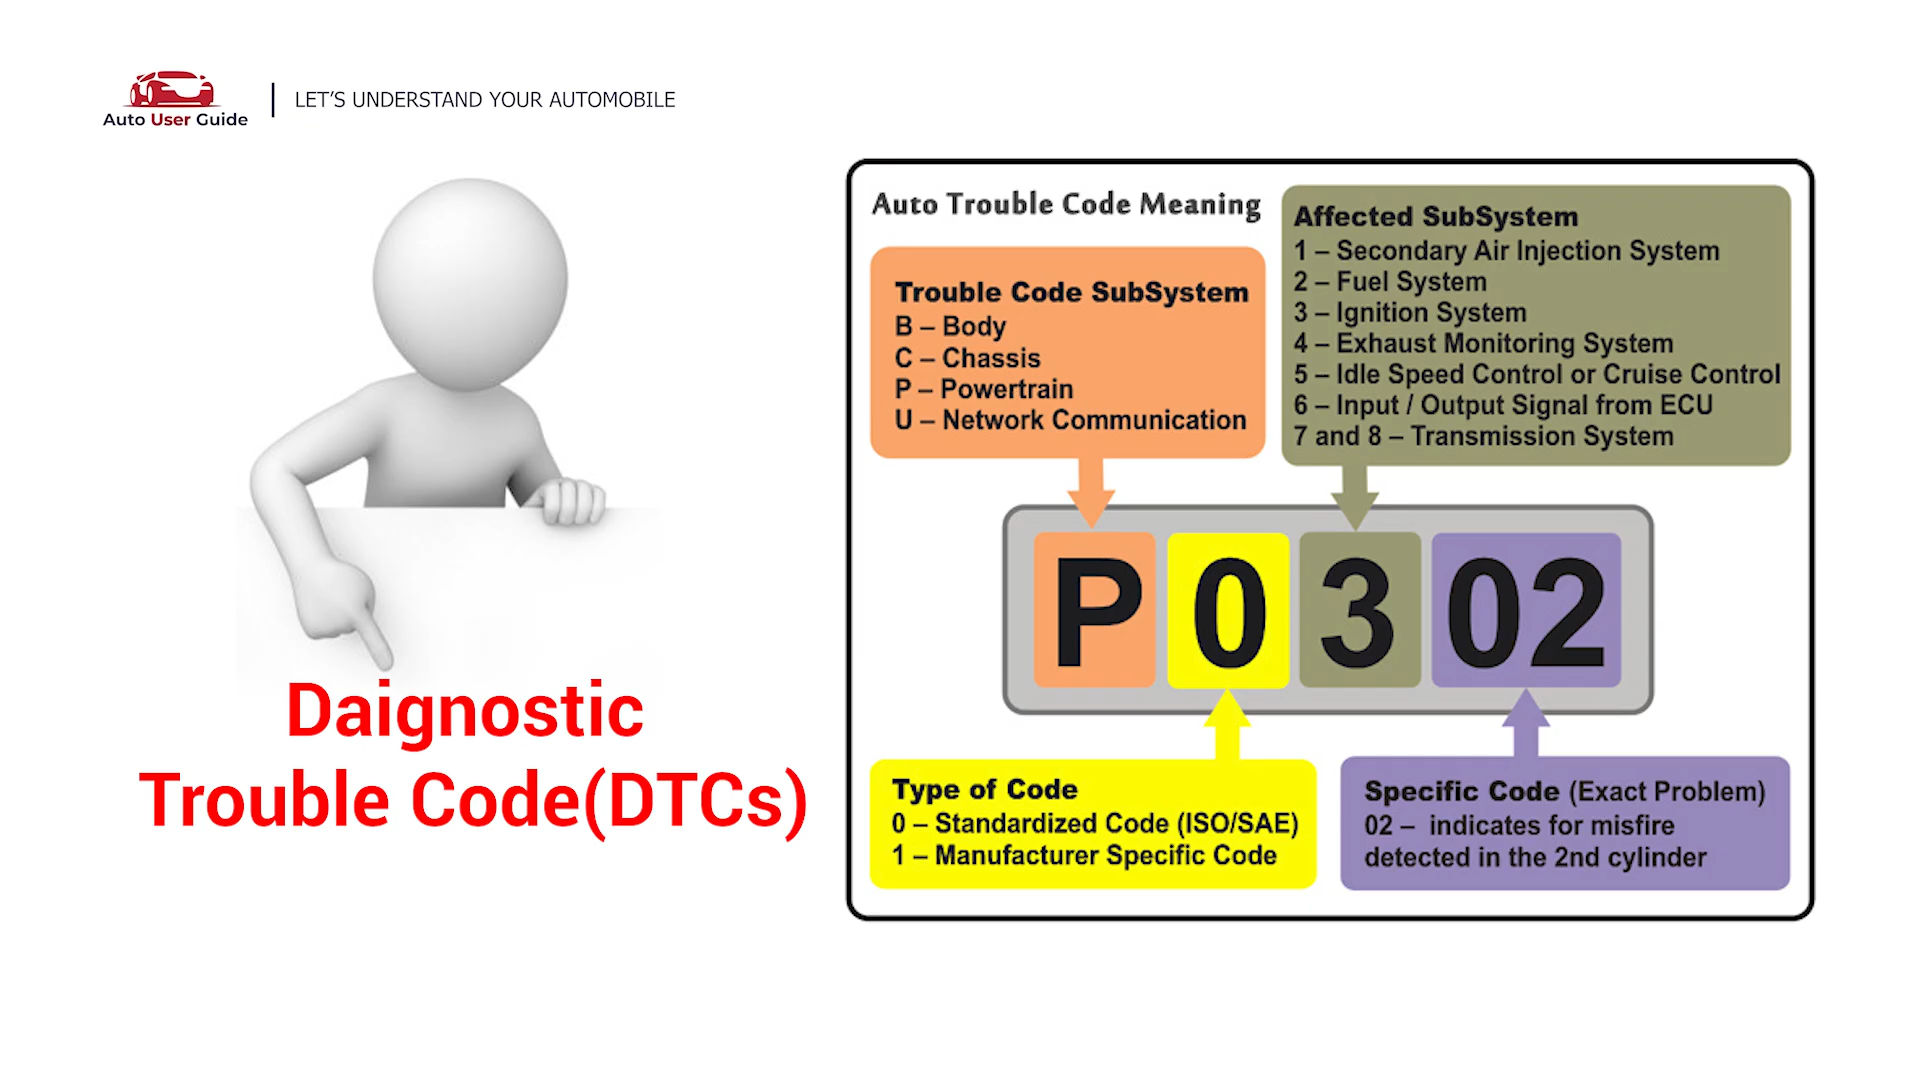 Auto User Guide
LET'S UNDERSTAND YOUR AUTOMOBILE
Daignostic
Trouble Code(DTCs)
Auto Trouble Code Meaning
Trouble Code SubSystem
B – Body
C – Chassis
P – Powertrain
U – Network Communication
Affected SubSystem
1 – Secondary Air Injection System
2 – Fuel System
3 – Ignition System
4 – Exhaust Monitoring System
5 – Idle Speed Control or Cruise Control
6 – Input / Output Signal from ECU
7 and 8 – Transmission System
P 0 3 02
Type of Code
0 – Standardized Code (ISO/SAE)
1 – Manufacturer Specific Code
Specific Code (Exact Problem)
02 – indicates for misfire
detected in the 2nd cylinder